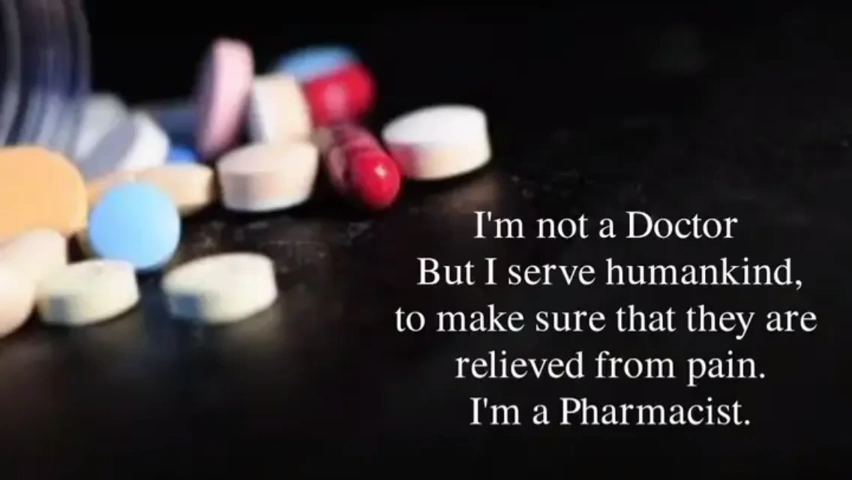 I'm not a Doctor
But I serve humankind,
to make sure that they are
relieved from pain.
I'm a Pharmacist.